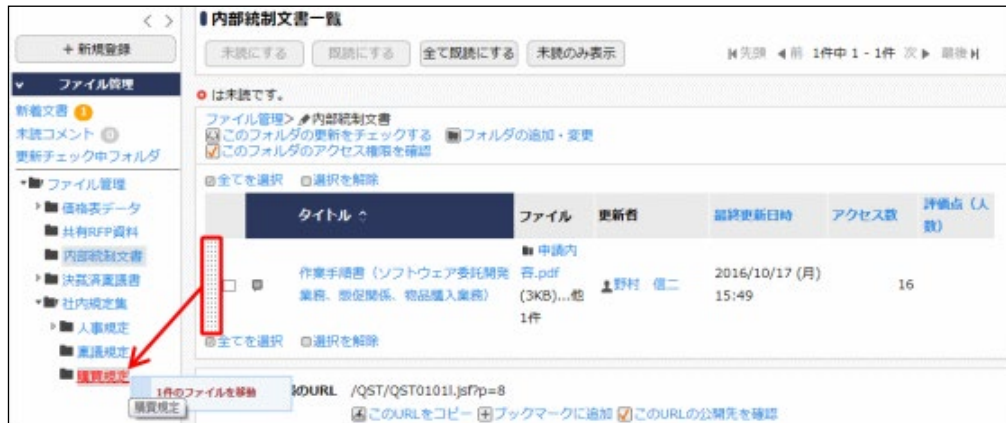 + 新規登録
ファイル管理
新着文書 1
未読コメント 0
更新チェック中フォルダ
ファイル管理
価格表データ
共有RFP資料
内部統制文書
決裁済稟議書
社内規定集
人事規定
稟議規定
購買規定
1件のファイルを移動
購買規定
内部統制文書一覧
未読にする 既読にする 全て既読にする 未読のみ表示
先頭 前 1件中 1 - 1件 次 最後
は未読です。
ファイル管理> 内部統制文書
このフォルダの更新をチェックする フォルダの追加・変更
このフォルダのアクセス権限を確認
全てを選択 選択を解除
タイトル ファイル 更新者 最終更新日時 アクセス数 評価点（人
数）
作業手順書（ソフトウェア委託開発
業務、販促関係、物品購入業務）
申請内
容.pdf
(3KB)...他
1件
野村 信二
2016/10/17 (月)
15:49
16
全てを選択 選択を解除
のURL /QST/QST0101l.jsf?p=8
このURLをコピー ブックマークに追加 このURLの公開先を確認